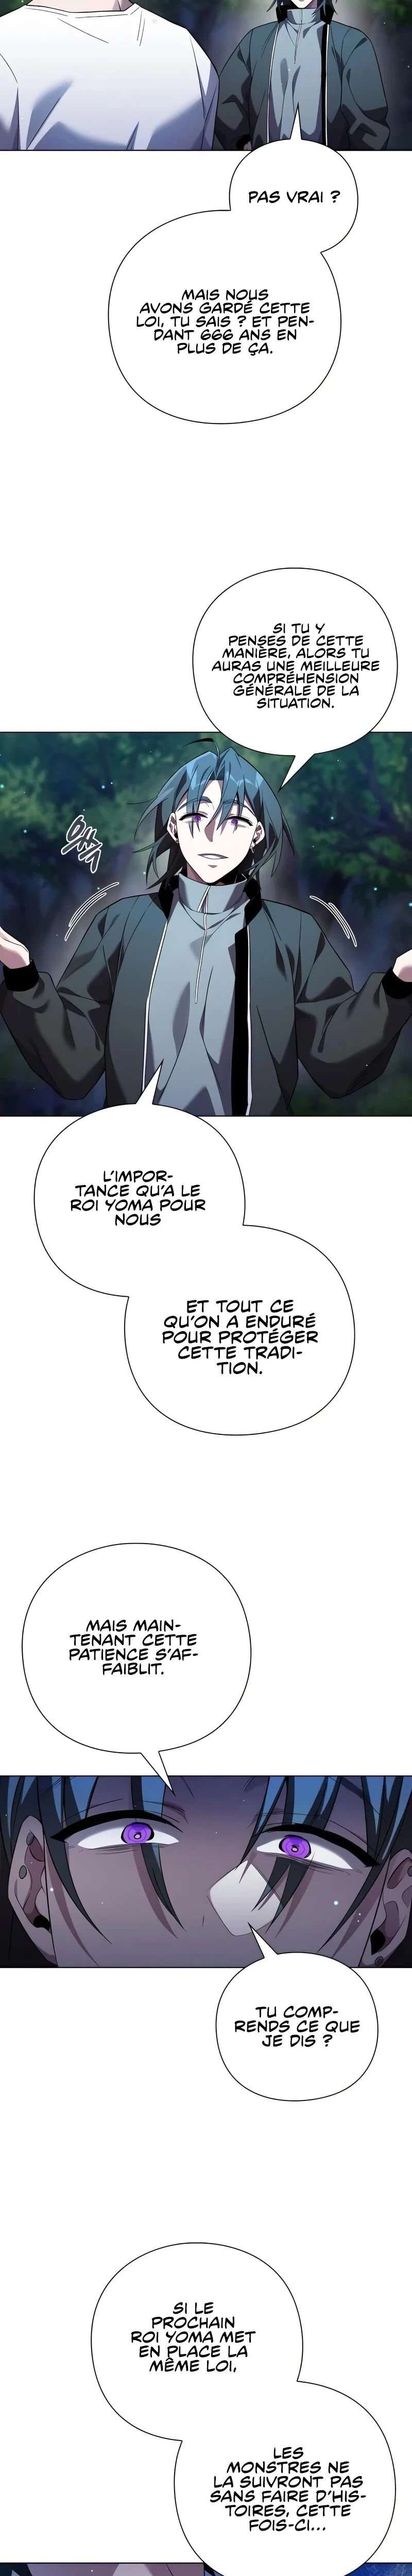 PAS VRAI ?
MAIS NOUS
AVONS GARDÉ CETTE
LOI, TU SAIS ? ET PEN-
DANT 666 ANS EN
PLUS DE ÇA.
SI TU Y
PENSES DE CETTE
MANIÈRE, ALORS TU
AURAS UNE MEILLEURE
COMPRÉHENSION
GÉNÉRALE DE LA
SITUATION.
L'IMPOR-
TANCE QU'A LE
ROI YOMA POUR
NOUS
ET TOUT CE
QU'ON A ENDURÉ
POUR PROTÉGER
CETTE TRADI-
TION.
MAIS MAIN-
TENANT CETTE
PATIENCE S'AF-
FAIBLIT.
TU COMP-
RENDS CE QUE
JE DIS ?
SI LE
PROCHAIN
ROI YOMA MET
EN PLACE LA
MÊME LOI,
LES
MONSTRES NE
LA SUIVRONT PAS
SANS FAIRE D'HIS-
TOIRES, CETTE
FOIS-CI...